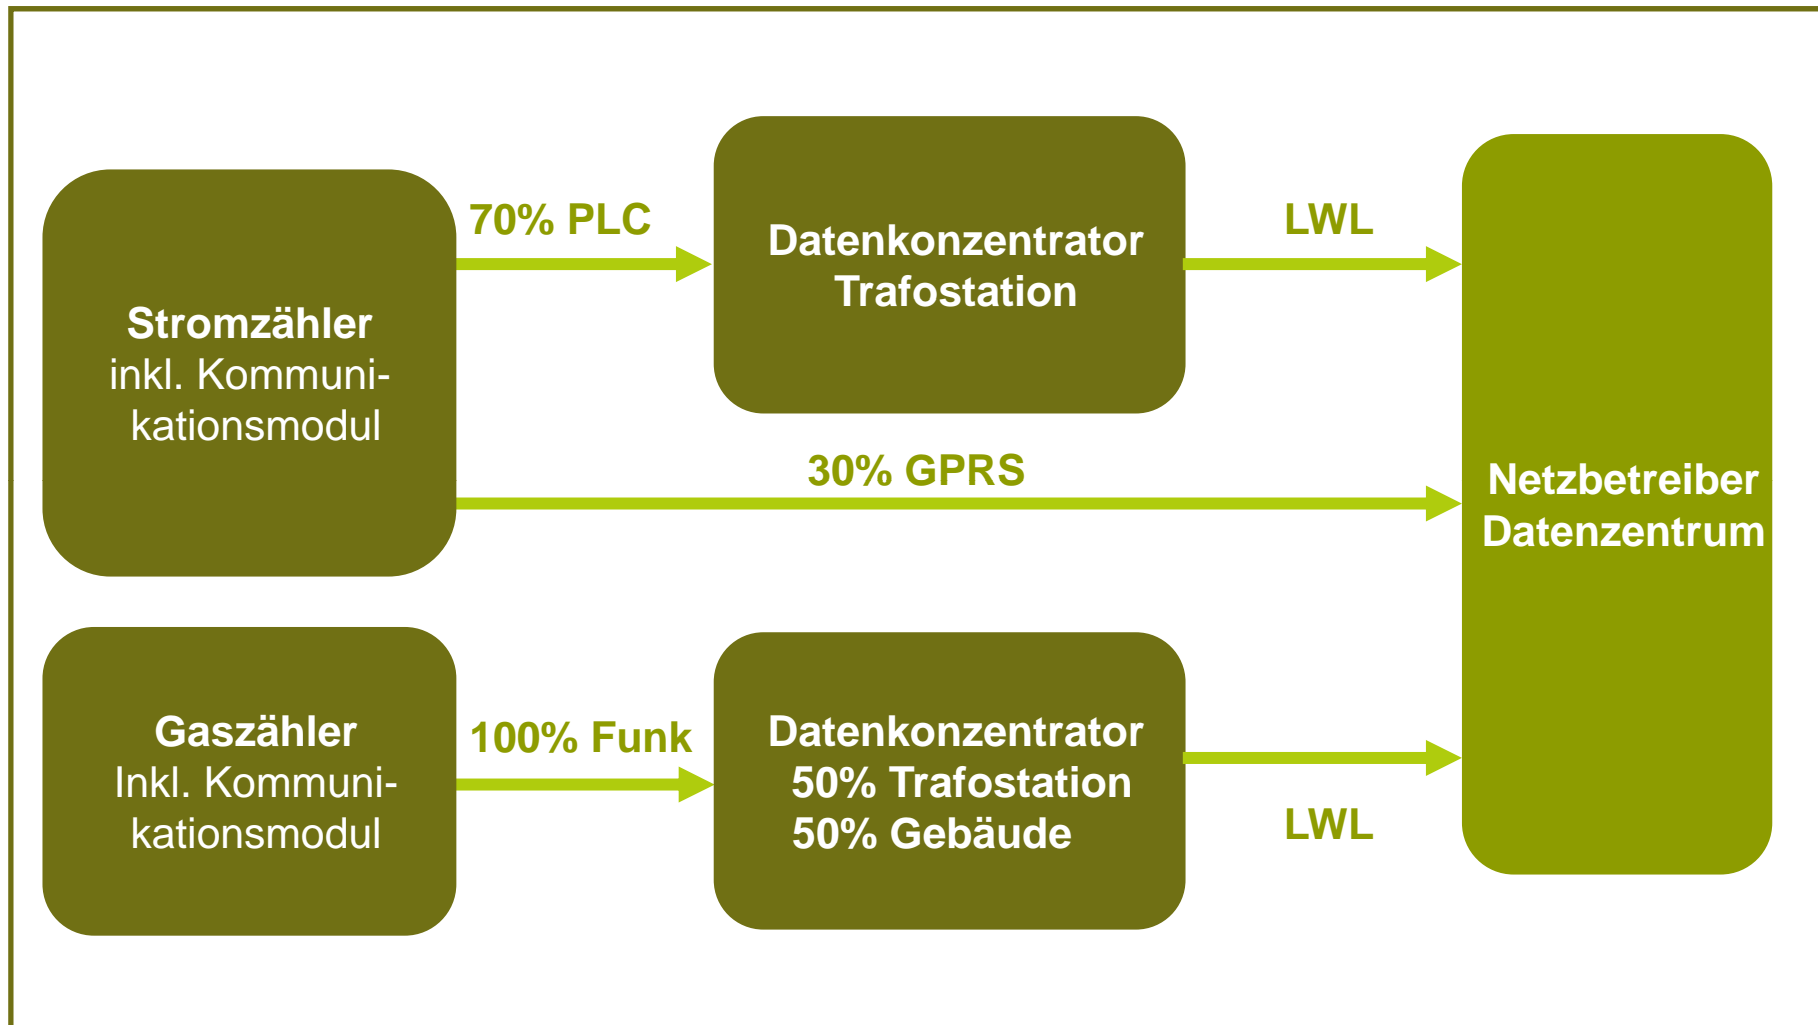 Stromzähler
inkl. Kommuni-
kationsmodul
70% PLC
Datenkonzentrator
Trafostation
LWL
30% GPRS
Netzbetreiber
Datenzentrum
Gaszähler
Inkl. Kommuni-
kationsmodul
100% Funk
Datenkonzentrator
50% Trafostation
50% Gebäude
LWL